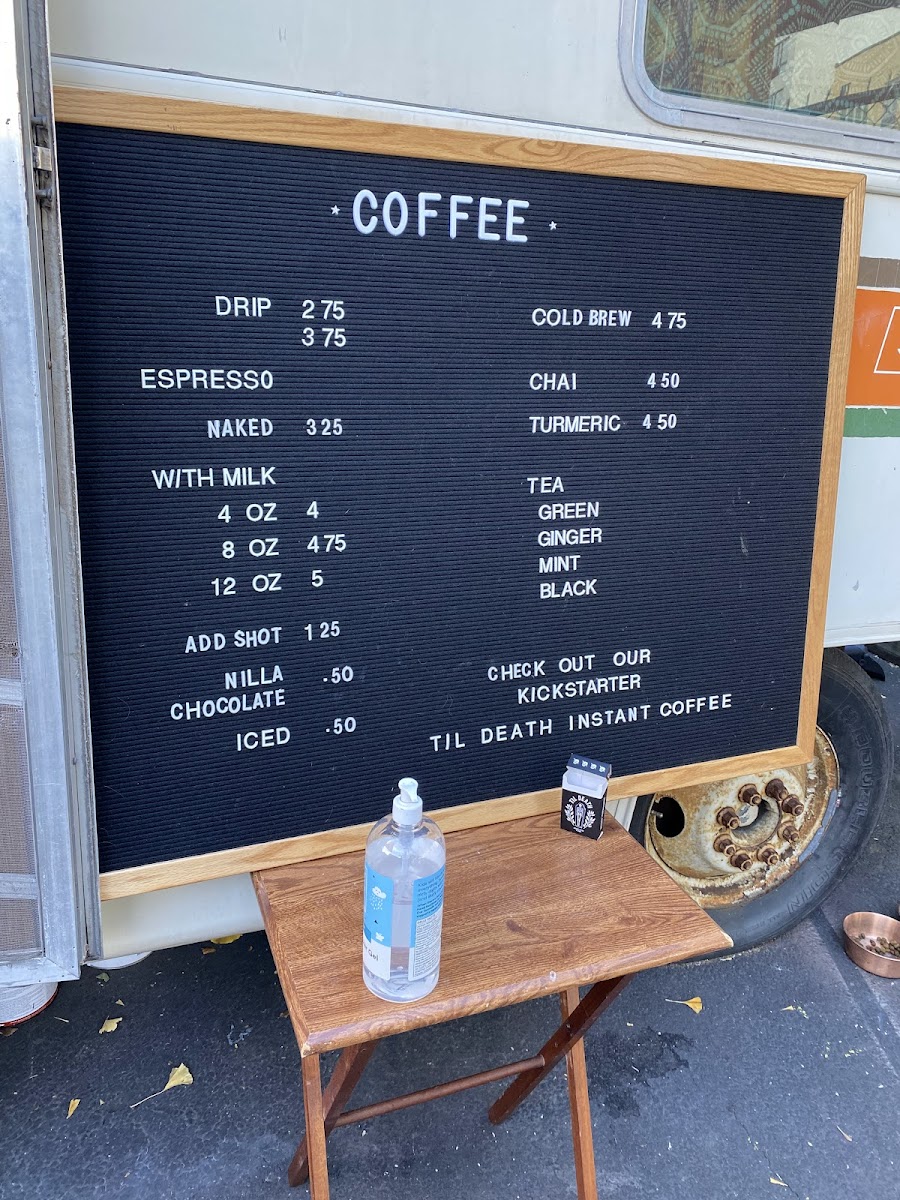 * COFFEE *
DRIP 2 75
3 75
ESPRESSO
NAKED 3 25
WITH MILK
4 OZ 4
8 OZ 4 75
12 OZ 5
ADD SHOT 1 25
NILLA .50
CHOCOLATE
ICED .50
COLD BREW 4 75
CHAI 4 50
TURMERIC 4 50
TEA
GREEN
GINGER
MINT
BLACK
CHECK OUT OUR
KICKSTARTER
TIL DEATH INSTANT COFFEE
TIL DEATH